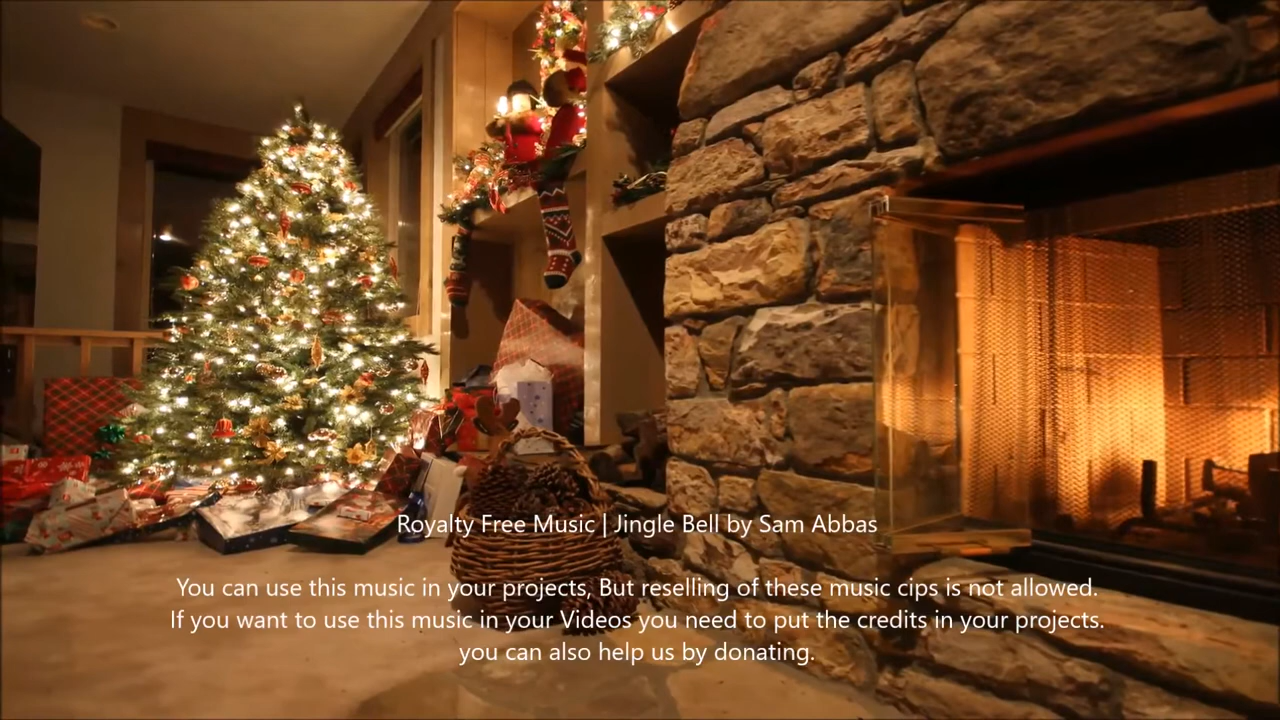 Royalty Free Music | Jingle Bell by Sam Abbas
You can use this music in your projects, But reselling of these music cips is not allowed.
If you want to use this music in your Videos you need to put the credits in your projects.
you can also help us by donating.